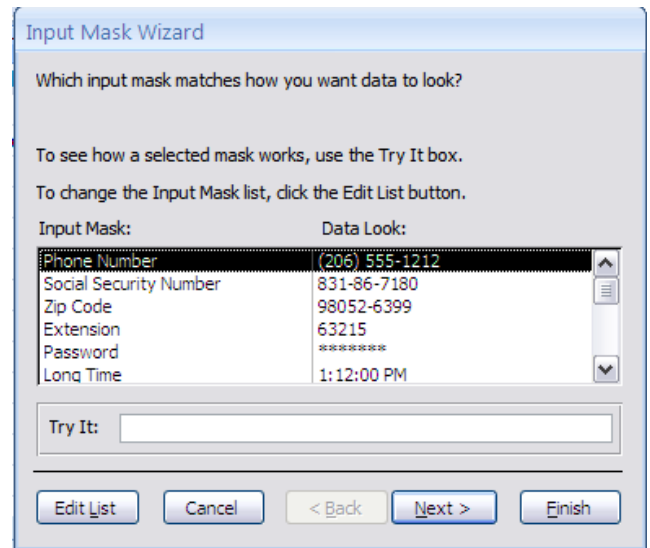 Input Mask Wizard
Which input mask matches how you want data to look?
To see how a selected mask works, use the Try It box.
To change the Input Mask list, click the Edit List button.
Input Mask: Data Look:
Phone Number (206) 555-1212
Social Security Number 831-86-7180
Zip Code 98052-6399
Extension 63215
Password *******
Long Time 1:12:00 PM
Try It:
Edit List Cancel < Back Next > Finish